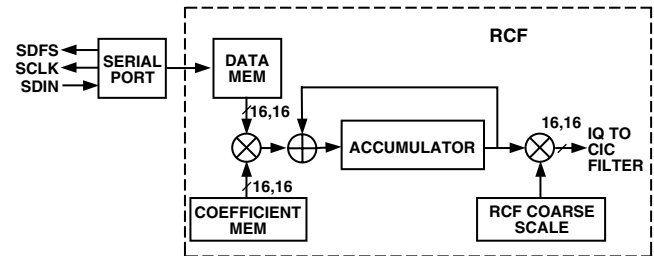 RCF
SDFS
SCLK
SDIN
SERIAL
PORT
DATA
MEM
16,16
16,16
ACCUMULATOR
16,16
IQ TO
CIC
FILTER
COEFFICIENT
MEM
RCF COARSE
SCALE